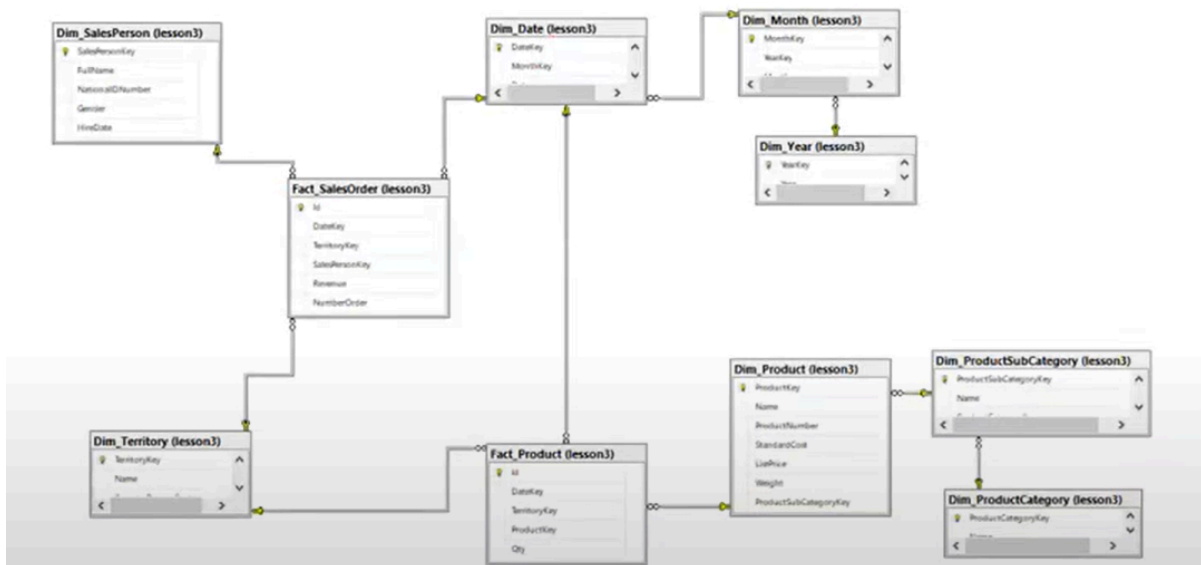 Dim_SalesPerson (lesson3)
SalesPersonKey
FullName
NationalIDNumber
Gender
HireDate
Dim_Date (lesson3)
DateKey
MonthKey
Dim_Month (lesson3)
MonthKey
YearKey
Dim_Year (lesson3)
YearKey
Fact_SalesOrder (lesson3)
Id
DateKey
TerritoryKey
SalesPersonKey
Revenue
NumberOrder
Dim_Territory (lesson3)
TerritoryKey
Name
Fact_Product (lesson3)
Id
DateKey
TerritoryKey
ProductKey
Qty
Dim_Product (lesson3)
ProductKey
Name
ProductNumber
StandardCost
ListPrice
Weight
ProductSubCategoryKey
Dim_ProductSubCategory (lesson3)
ProductSubCategoryKey
Name
Dim_ProductCategory (lesson3)
ProductCategoryKey